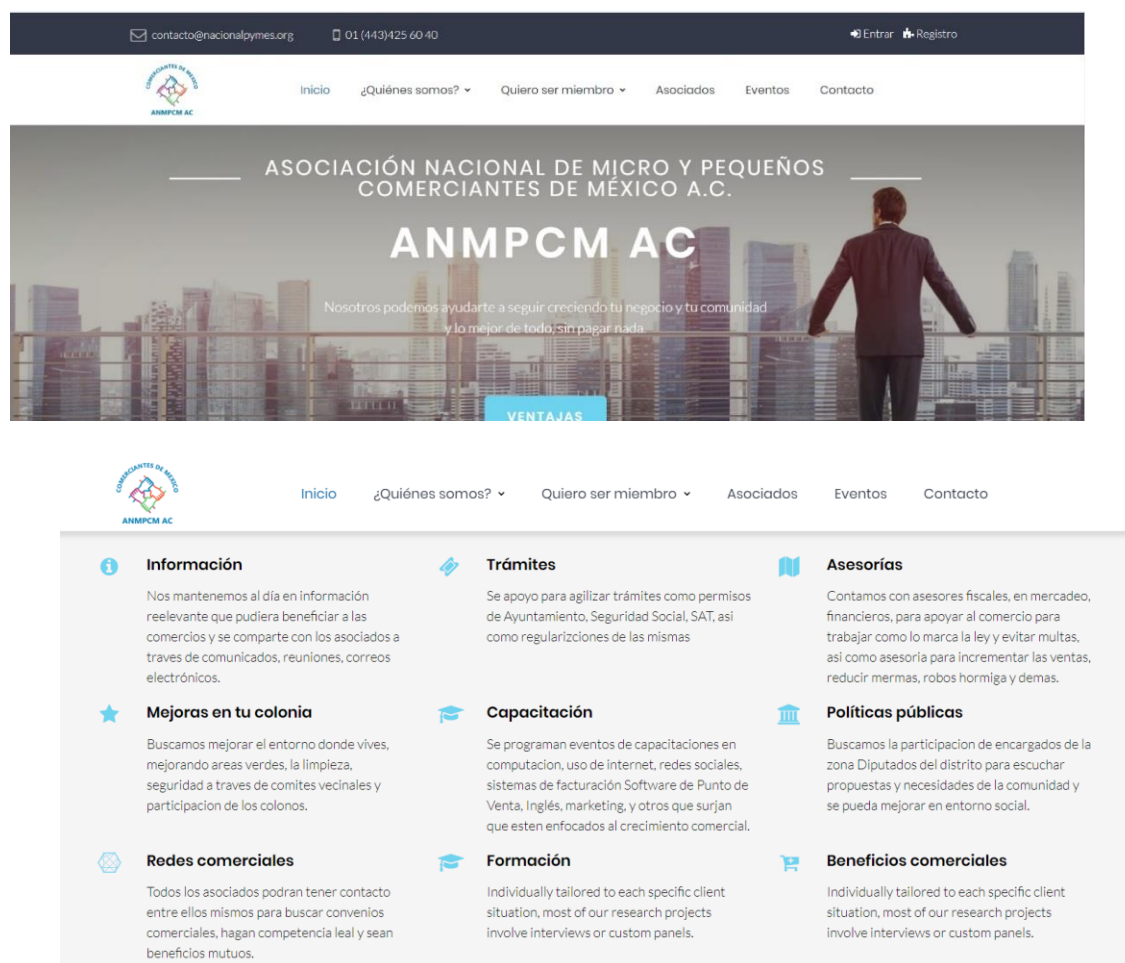 contacto@nacionalpymes.org 01 (443)425 60 40 Entrar Registro
COMERCIANTES DE MEXICO
ANMPCM AC
Inicio ¿Quiénes somos? Quiero ser miembro Asociados Eventos Contacto
ASOCIACIÓN NACIONAL DE MICRO Y PEQUEÑOS
COMERCIANTES DE MÉXICO A.C.
ANMPCM AC
Nosotros podemos ayudarte a seguir creciendo tu negocio y tu comunidad
y lo mejor de todo, sin pagar nada
VENTAJAS
COMERCIANTES DE MEXICO
ANMPCM AC
Inicio ¿Quiénes somos? Quiero ser miembro Asociados Eventos Contacto
Información
Nos mantenemos al día en información
reelevante que pudiera beneficiar a las
comercios y se comparte con los asociados a
traves de comunicados, reuniones, correos
electrónicos.
Trámites
Se apoyo para agilizar trámites como permisos
de Ayuntamiento, Seguridad Social, SAT, asi
como regularizciones de las mismas
Asesorías
Contamos con asesores fiscales, en mercadeo,
financieros, para apoyar al comercio para
trabajar como lo marca la ley y evitar multas,
asi como asesoria para incrementar las ventas,
reducir mermas, robos hormiga y demas.
Mejoras en tu colonia
Buscamos mejorar el entorno donde vives,
mejorando areas verdes, la limpieza,
seguridad a traves de comites vecinales y
participacion de los colonos.
Capacitación
Se programan eventos de capacitaciones en
computacion, uso de internet, redes sociales,
sistemas de facturación Software de Punto de
Venta, Inglés, marketing, y otros que surjan
que esten enfocados al crecimiento comercial.
Políticas públicas
Buscamos la participacion de encargados de la
zona Diputados del distrito para escuchar
propuestas y necesidades de la comunidad y
se pueda mejorar en entorno social.
Redes comerciales
Todos los asociados podran tener contacto
entre ellos mismos para buscar convenios
comerciales, hagan competencia leal y sean
beneficios mutuos.
Formación
Individually tailored to each specific client
situation, most of our research projects
involve interviews or custom panels.
Beneficios comerciales
Individually tailored to each specific client
situation, most of our research projects
involve interviews or custom panels.